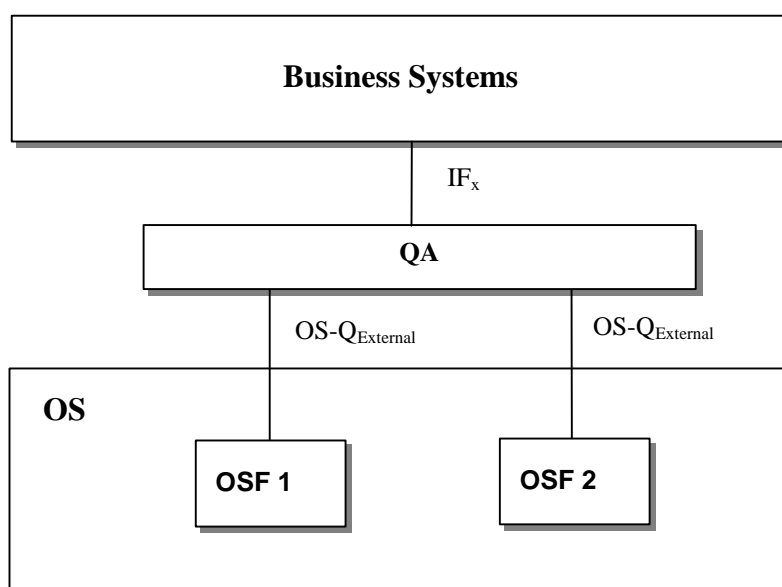 Business Systems
IFx
QA
OS-QExternal
OS-QExternal
OS
OSF 1
OSF 2